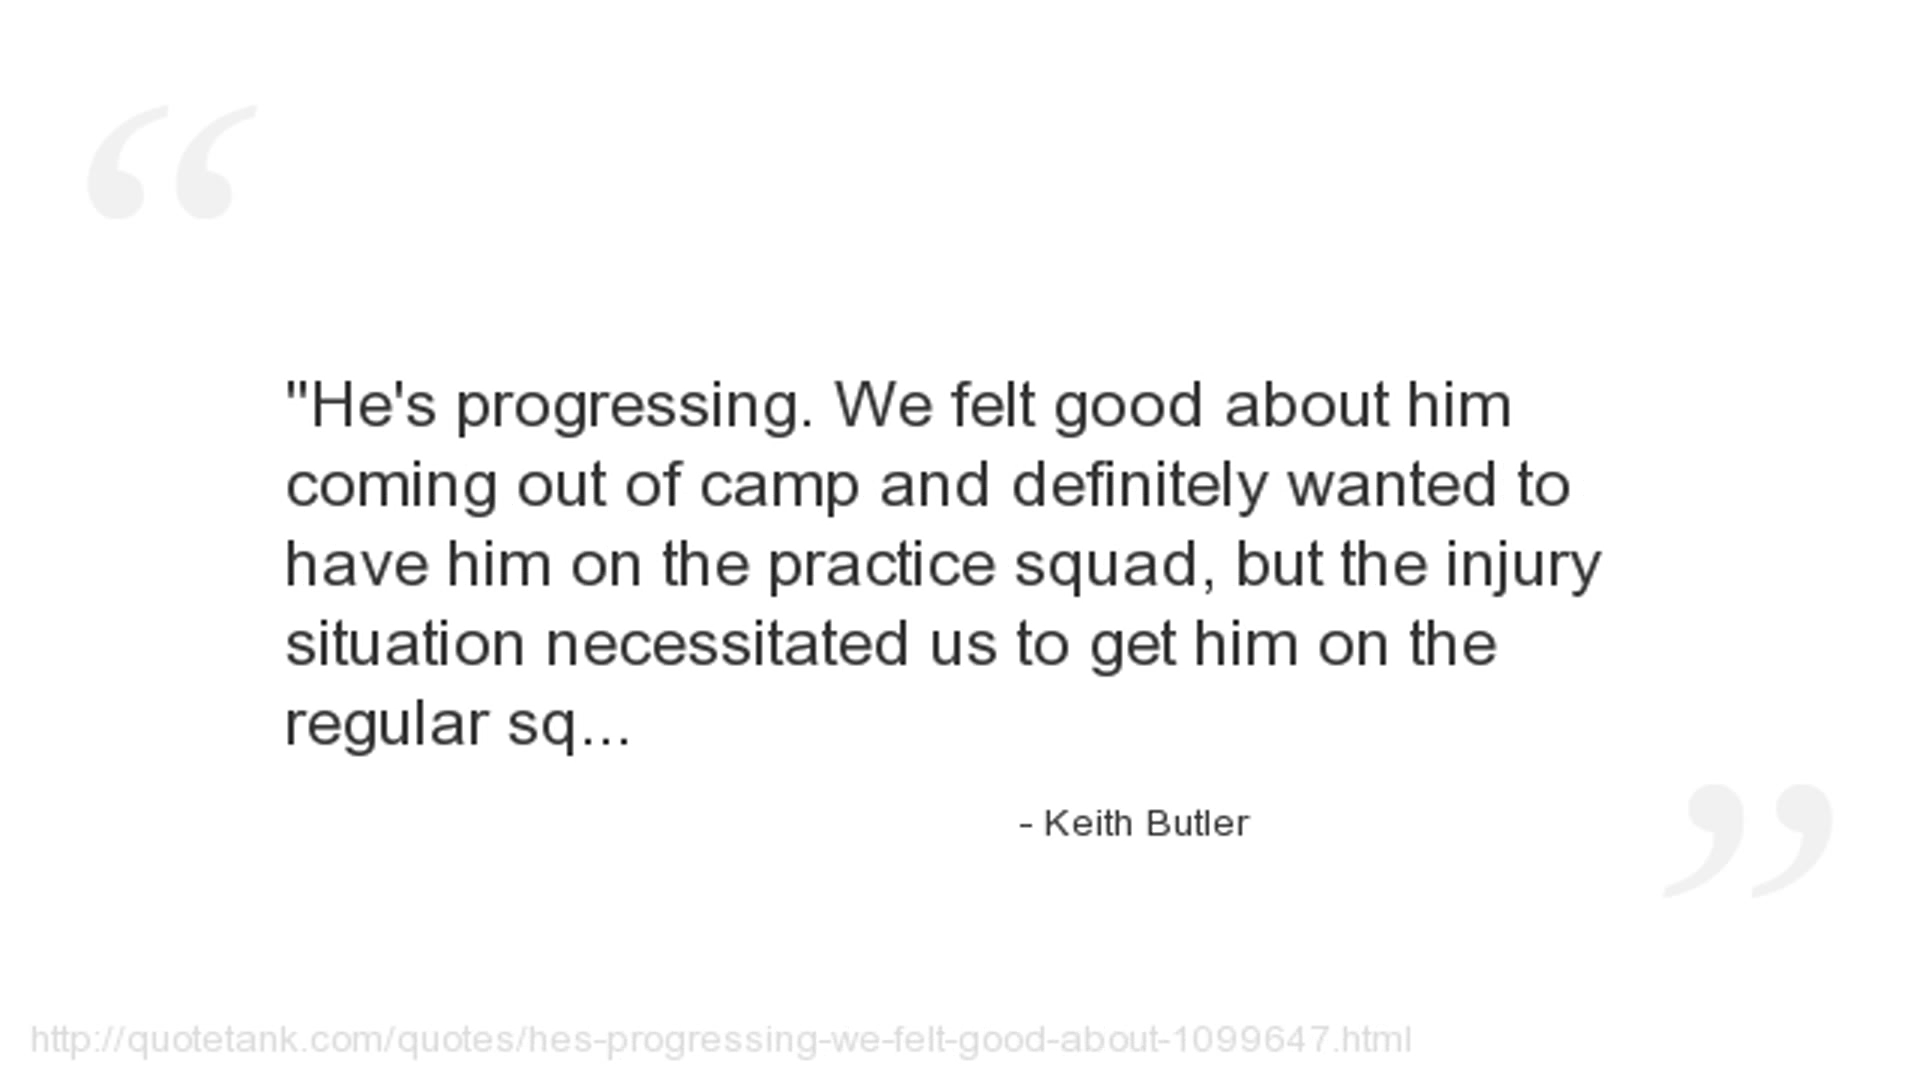 "He's progressing. We felt good about him
coming out of camp and definitely wanted to
have him on the practice squad, but the injury
situation necessitated us to get him on the
regular sq...
- Keith Butler
http://quotetank.com/quotes/hes-progressing-we-felt-good-about-1099647.html